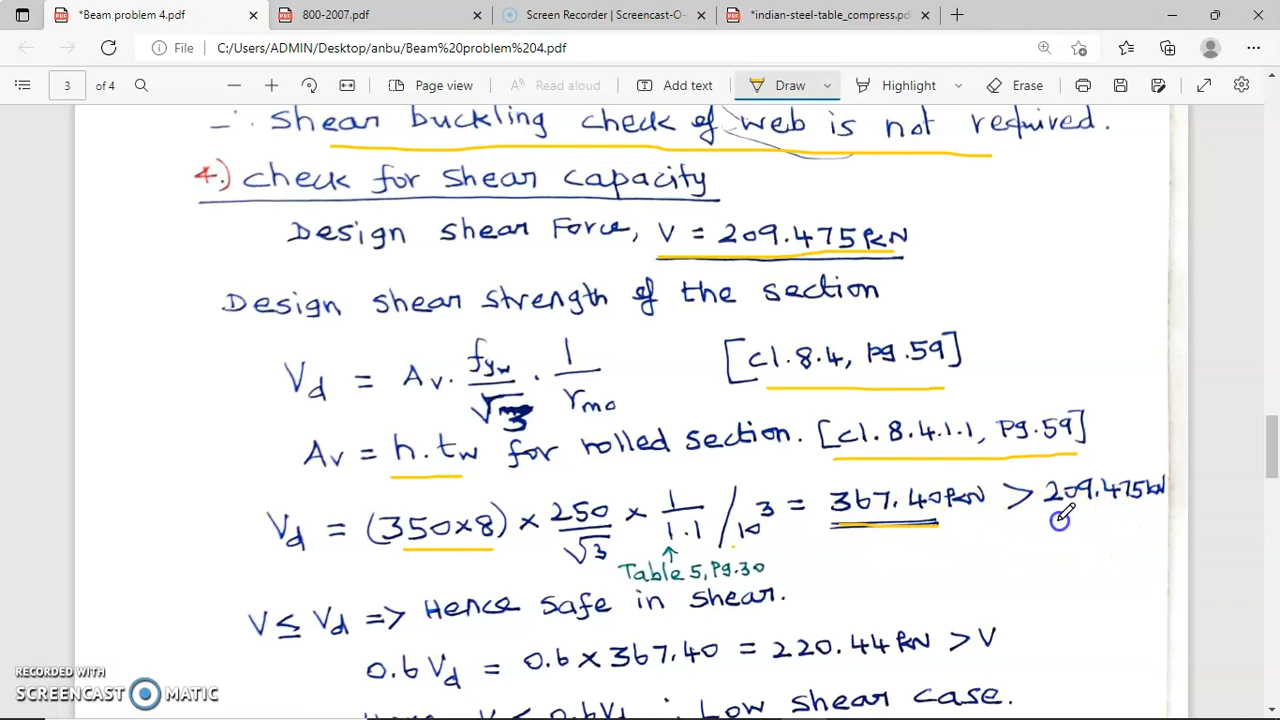 *Beam problem 4.pdf
800-2007.pdf
Screen Recorder | Screencast-O-
*indian-steel-table_compress.pd
File
C:/Users/ADMIN/Desktop/anbu/Beam%20problem%204.pdf
3 of 4
Page view
Read aloud
Add text
Draw
Highlight
Erase
∴ Shear buckling check of web is not required.
4.) Check for shear capacity
Design shear Force, V = 209.475 kN
Design shear strength of the section
Vd = Av. fyw/√3 . 1/γm0 [cl.8.4, Pg.59]
Av = h.tw for rolled section. [cl.8.4.1.1, Pg.59]
Vd = (350×8) × 250/√3 × 1/1.1 / 10³ = 367.40 kN > 209.475 kN
Table 5, Pg.30
V ≤ Vd => Hence safe in shear.
0.6 Vd = 0.6 × 367.40 = 220.44 kN > V
Low shear case.
RECORDED WITH
SCREENCAST MATIC